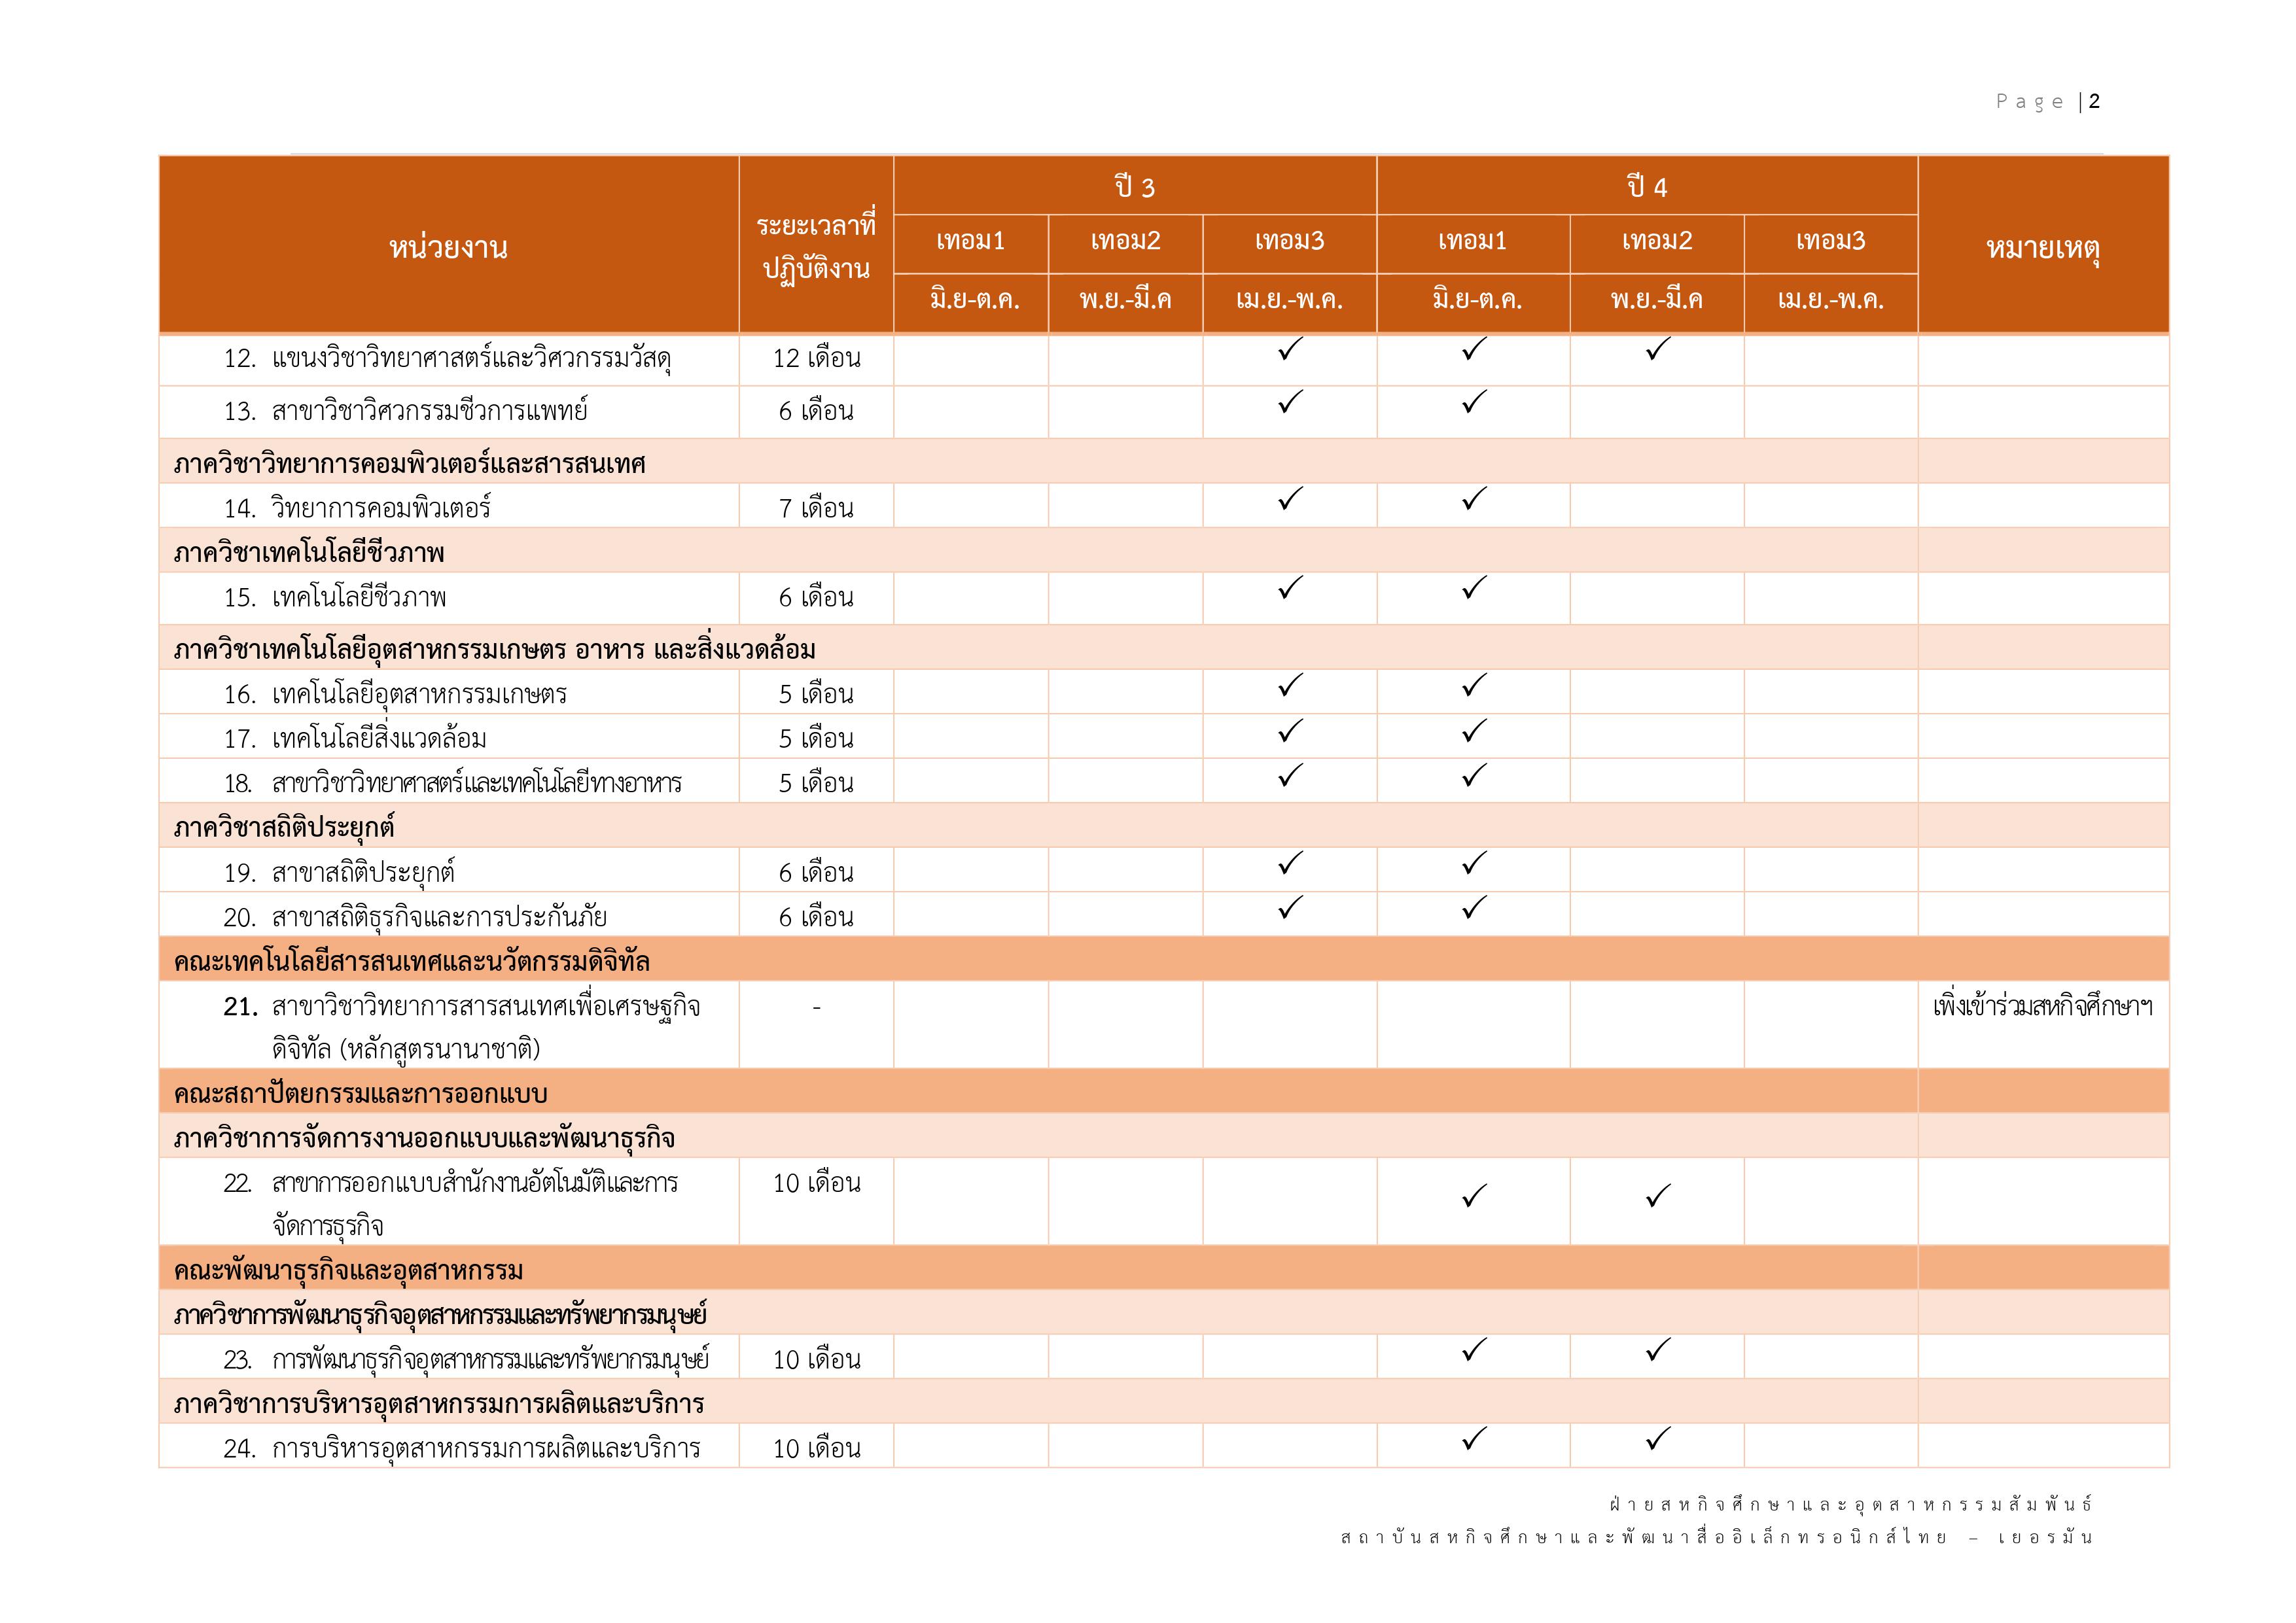 Page | 2
ปี 3 ปี 4
หน่วยงาน ระยะเวลาที่ปฏิบัติงาน เทอม1 เทอม2 เทอม3 เทอม1 เทอม2 เทอม3 หมายเหตุ
มิ.ย-ต.ค. พ.ย.-มี.ค เม.ย.-พ.ค. มิ.ย-ต.ค. พ.ย.-มี.ค เม.ย.-พ.ค.
12. แขนงวิชาวิทยาศาสตร์และวิศวกรรมวัสดุ 12 เดือน ✓ ✓ ✓
13. สาขาวิชาวิศวกรรมชีวการแพทย์ 6 เดือน ✓ ✓
ภาควิชาวิทยาการคอมพิวเตอร์และสารสนเทศ
14. วิทยาการคอมพิวเตอร์ 7 เดือน ✓ ✓
ภาควิชาเทคโนโลยีชีวภาพ
15. เทคโนโลยีชีวภาพ 6 เดือน ✓ ✓
ภาควิชาเทคโนโลยีอุตสาหกรรมเกษตร อาหาร และสิ่งแวดล้อม
16. เทคโนโลยีอุตสาหกรรมเกษตร 5 เดือน ✓ ✓
17. เทคโนโลยีสิ่งแวดล้อม 5 เดือน ✓ ✓
18. สาขาวิชาวิทยาศาสตร์และเทคโนโลยีทางอาหาร 5 เดือน ✓ ✓
ภาควิชาสถิติประยุกต์
19. สาขาสถิติประยุกต์ 6 เดือน ✓ ✓
20. สาขาสถิติธุรกิจและการประกันภัย 6 เดือน ✓ ✓
คณะเทคโนโลยีสารสนเทศและนวัตกรรมดิจิทัล
21. สาขาวิชาวิทยาการสารสนเทศเพื่อเศรษฐกิจ - เพิ่งเข้าร่วมสหกิจศึกษาฯ
ดิจิทัล (หลักสูตรนานาชาติ)
คณะสถาปัตยกรรมและการออกแบบ
ภาควิชาการจัดการงานออกแบบและพัฒนาธุรกิจ
22. สาขาการออกแบบสำนักงานอัตโนมัติและการ 10 เดือน ✓ ✓
จัดการธุรกิจ
คณะพัฒนาธุรกิจและอุตสาหกรรม
ภาควิชาการพัฒนาธุรกิจอุตสาหกรรมและทรัพยากรมนุษย์
23. การพัฒนาธุรกิจอุตสาหกรรมและทรัพยากรมนุษย์ 10 เดือน ✓ ✓
ภาควิชาการบริหารอุตสาหกรรมการผลิตและบริการ
24. การบริหารอุตสาหกรรมการผลิตและบริการ 10 เดือน ✓ ✓
ฝ่ายสหกิจศึกษาและอุตสาหกรรมสัมพันธ์
สถาบันสหกิจศึกษาและพัฒนาสื่ออิเล็กทรอนิกส์ไทย – เยอรมัน